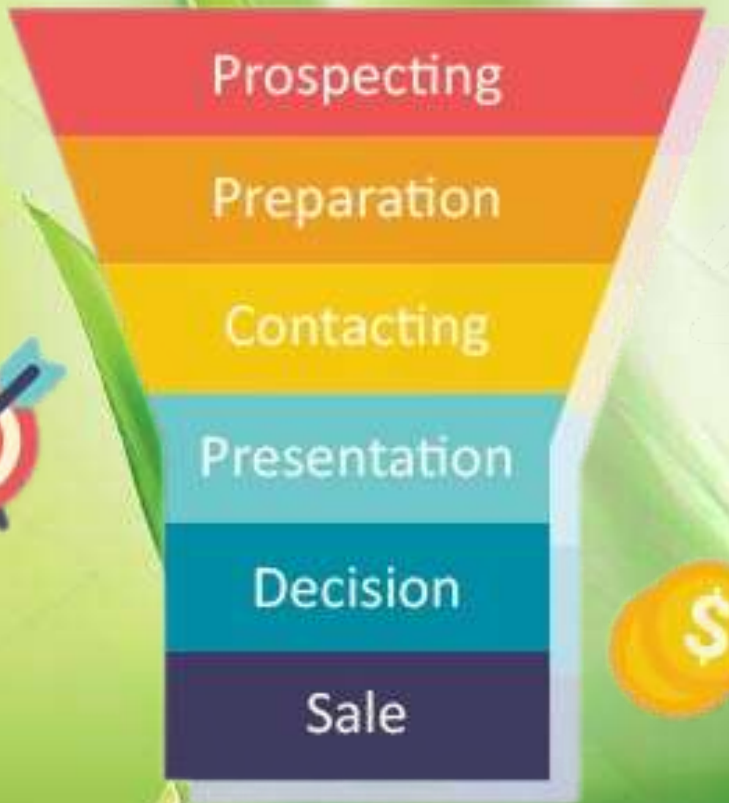 Prospecting
Preparation
Contacting
Presentation
Decision
Sale
$